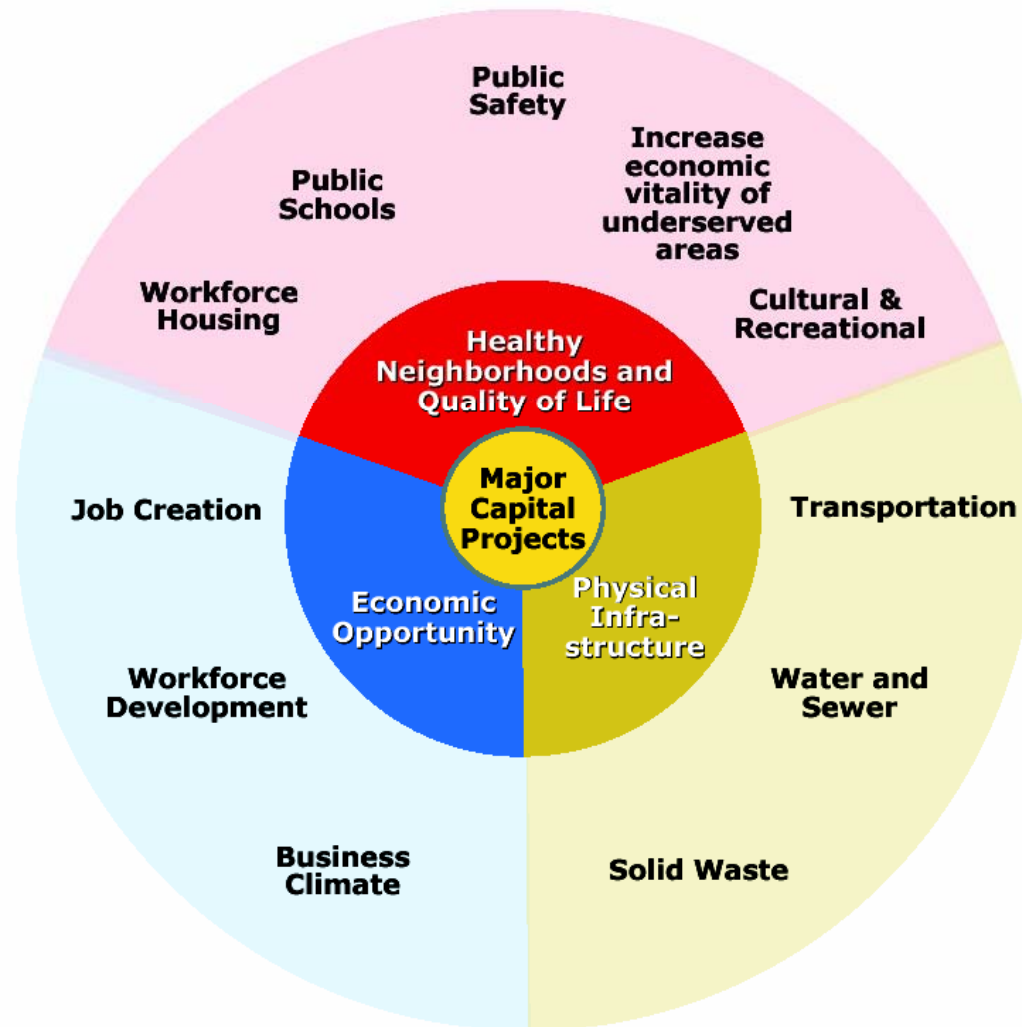 Public
Safety
Increase
economic
vitality of
underserved
areas
Public
Schools
Workforce
Housing
Cultural &
Recreational
Healthy
Neighborhoods and
Quality of Life
Major
Capital
Projects
Job Creation
Transportation
Economic
Opportunity
Physical
Infra-
structure
Workforce
Development
Water and
Sewer
Business
Climate
Solid Waste